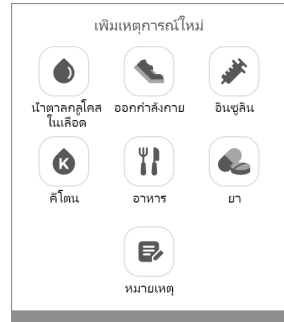 เพิ่มเหตุการณ์ใหม่
น้ำตาลกลูโคส ออกกำลังกาย อินซูลิน
ในเลือด
K
คีโตน อาหาร ยา
หมายเหตุ